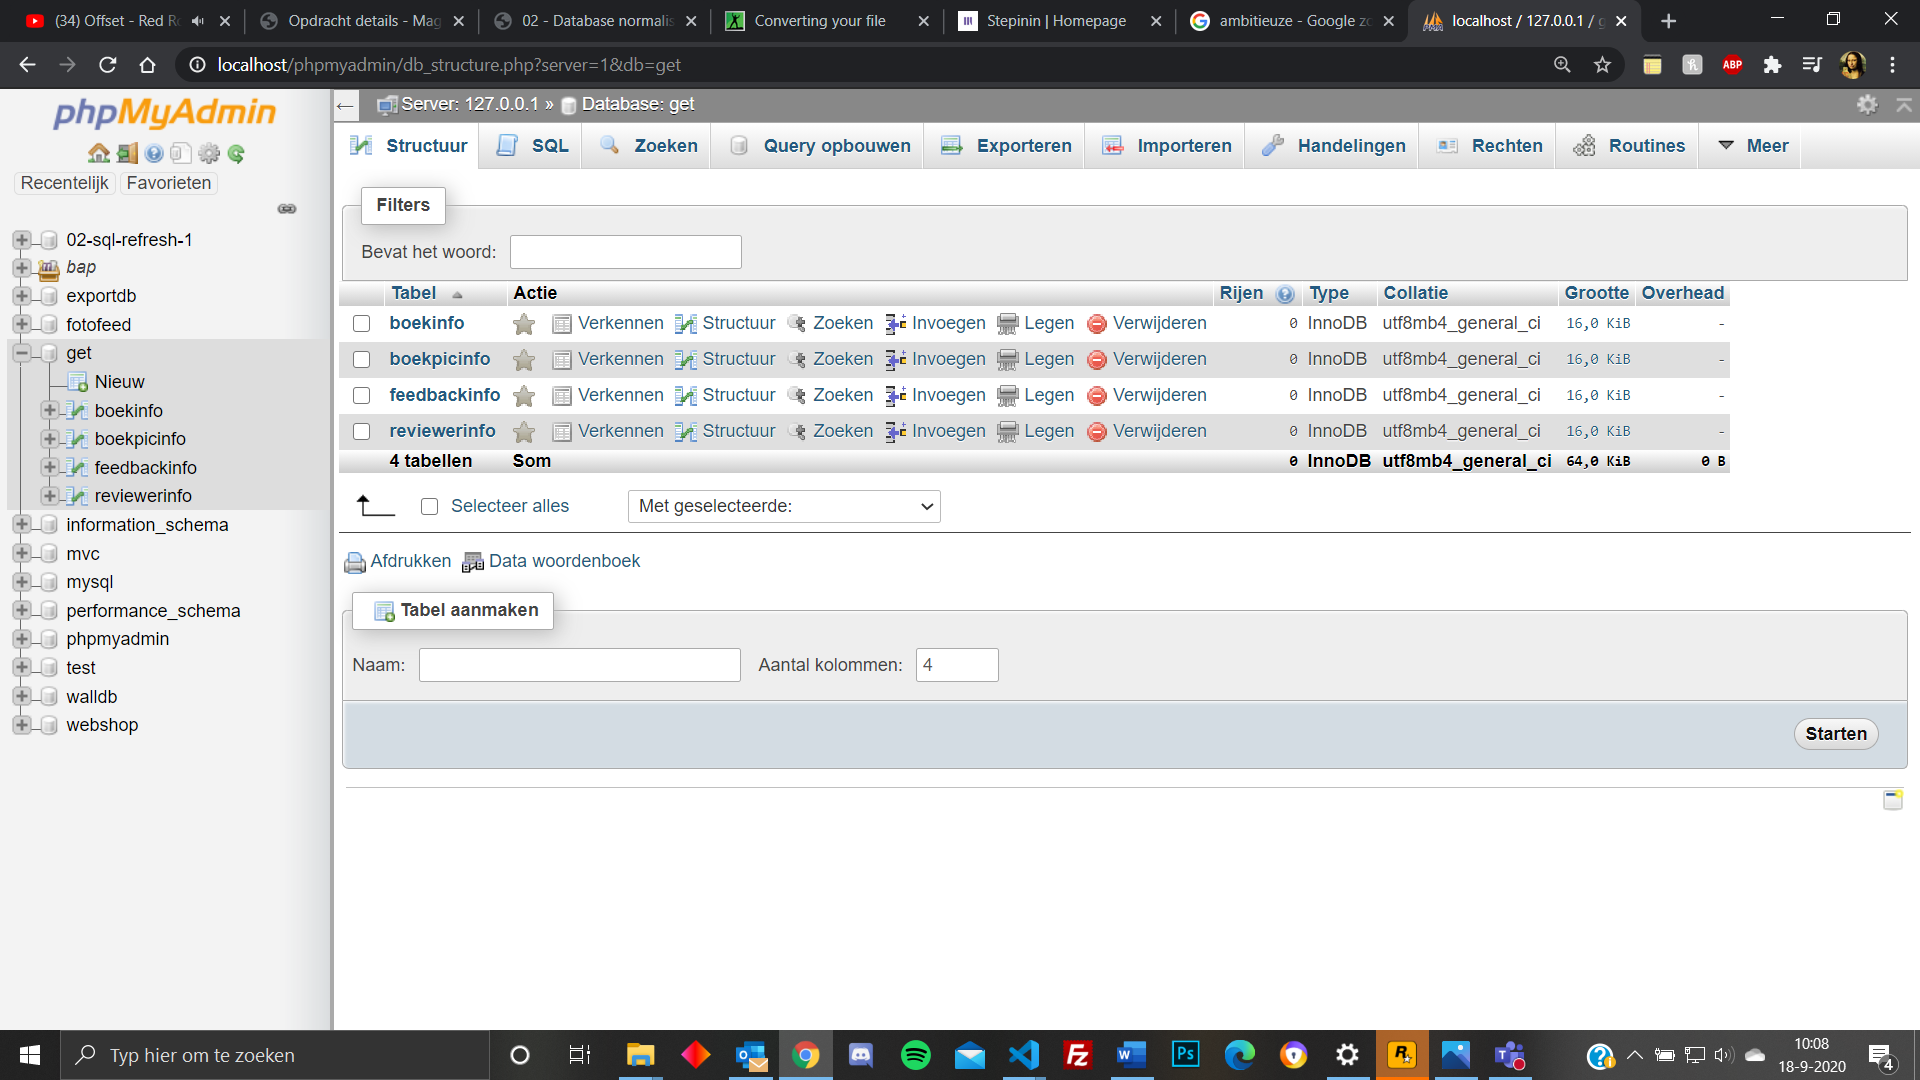 (34) Offset - Red R
Opdracht details - Mag
02 - Database normalis
Converting your file
Stepinin | Homepage
ambitieuze - Google zo
localhost / 127.0.0.1 / g
localhost/phpmyadmin/db_structure.php?server=1&db=get
ABP
phpMyAdmin
Recentelijk Favorieten
02-sql-refresh-1
bap
exportdb
fotofeed
get
Nieuw
boekinfo
boekpicinfo
feedbackinfo
reviewerinfo
information_schema
mvc
mysql
performance_schema
phpmyadmin
test
walldb
webshop
Server: 127.0.0.1 » Database: get
Structuur SQL Zoeken Query opbouwen Exporteren Importeren Handelingen Rechten Routines Meer
Filters
Bevat het woord:
Tabel Actie Rijen Type Collatie Grootte Overhead
boekinfo Verkennen Structuur Zoeken Invoegen Legen Verwijderen 0 InnoDB utf8mb4_general_ci 16,0 KiB -
boekpicinfo Verkennen Structuur Zoeken Invoegen Legen Verwijderen 0 InnoDB utf8mb4_general_ci 16,0 KiB -
feedbackinfo Verkennen Structuur Zoeken Invoegen Legen Verwijderen 0 InnoDB utf8mb4_general_ci 16,0 KiB -
reviewerinfo Verkennen Structuur Zoeken Invoegen Legen Verwijderen 0 InnoDB utf8mb4_general_ci 16,0 KiB -
4 tabellen Som 0 InnoDB utf8mb4_general_ci 64,0 KiB 0 B
Selecteer alles Met geselecteerde:
Afdrukken Data woordenboek
Tabel aanmaken
Naam: Aantal kolommen: 4
Starten
Typ hier om te zoeken
Fz
W
Ps
R
10:08
18-9-2020
4